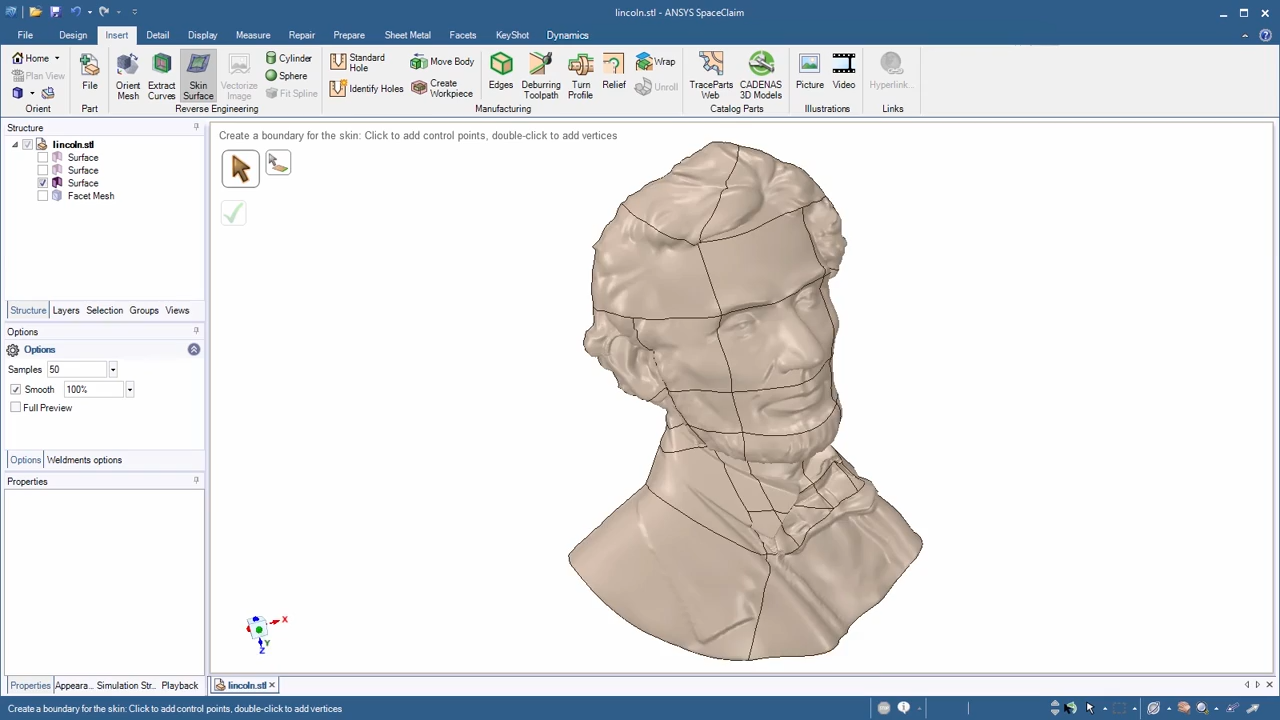 lincoln.stl - ANSYS SpaceClaim
File Design Insert Detail Display Measure Repair Prepare Sheet Metal Facets KeyShot Dynamics
Home
Plan View
Orient
File
Part
Orient Mesh
Extract Curves
Skin Surface
Vectorize Image
Cylinder
Sphere
Fit Spline
Reverse Engineering
Standard Hole
Identify Holes
Move Body
Create Workpiece
Edges
Deburring Toolpath
Turn Profile
Relief
Wrap
Unroll
Manufacturing
TraceParts Web
CADENAS 3D Models
Catalog Parts
Picture
Video
Illustrations
Hyperlink...
Links
Structure
lincoln.stl
Surface
Surface
Surface
Facet Mesh
Structure Layers Selection Groups Views
Options
Options
Samples 50
Smooth 100%
Full Preview
Options Weldments options
Properties
Properties Appeara... Simulation Str... Playback
Create a boundary for the skin: Click to add control points, double-click to add vertices
X
Y
Z
lincoln.stl
Create a boundary for the skin: Click to add control points, double-click to add vertices